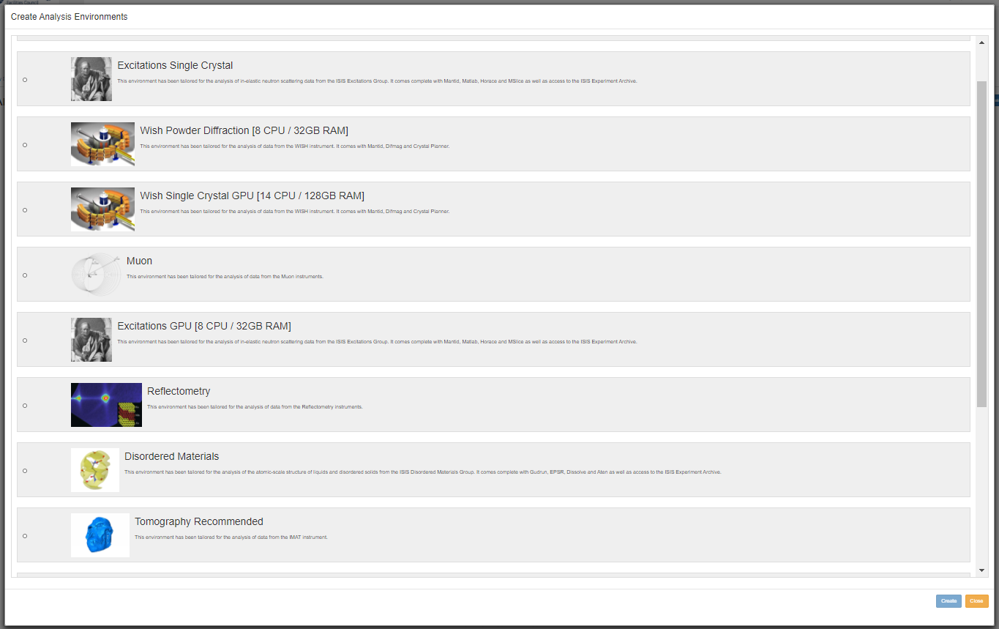 Facilities Council
Create Analysis Environments
Excitations Single Crystal
This environment has been tailored for the analysis of in-elastic neutron scattering data from the ISIS Excitations Group. It comes complete with Mantid, Matlab, Horace and MSlice as well as access to the ISIS Experiment Archive.
Wish Powder Diffraction [8 CPU / 32GB RAM]
This environment has been tailored for the analysis of data from the WISH instrument. It comes with Mantid, Difmag and Crystal Planner.
Wish Single Crystal GPU [14 CPU / 128GB RAM]
This environment has been tailored for the analysis of data from the WISH instrument. It comes with Mantid, Difmag and Crystal Planner.
Muon
This environment has been tailored for the analysis of data from the Muon instruments.
Excitations GPU [8 CPU / 32GB RAM]
This environment has been tailored for the analysis of in-elastic neutron scattering data from the ISIS Excitations Group. It comes complete with Mantid, Matlab, Horace and MSlice as well as access to the ISIS Experiment Archive.
Reflectometry
This environment has been tailored for the analysis of data from the Reflectometry instruments.
Disordered Materials
This environment has been tailored for the analysis of the atomic-scale structure of liquids and disordered solids from the ISIS Disordered Materials Group. It comes complete with Gudrun, EPSR, Dissolve and Aten as well as access to the ISIS Experiment Archive.
Tomography Recommended
This environment has been tailored for the analysis of data from the IMAT instrument.
Create Close